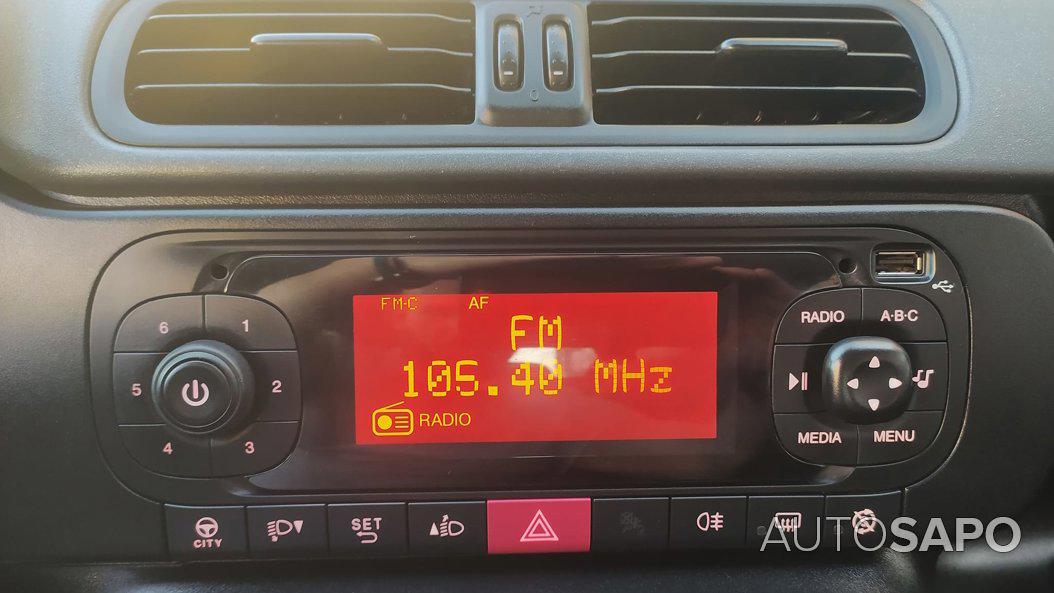 0
FM-C AF
FM
105.40 MHz
RADIO
6 1
5 2
4 3
RADIO A·B·C
MEDIA MENU
CITY
SET
AUTOSAPO